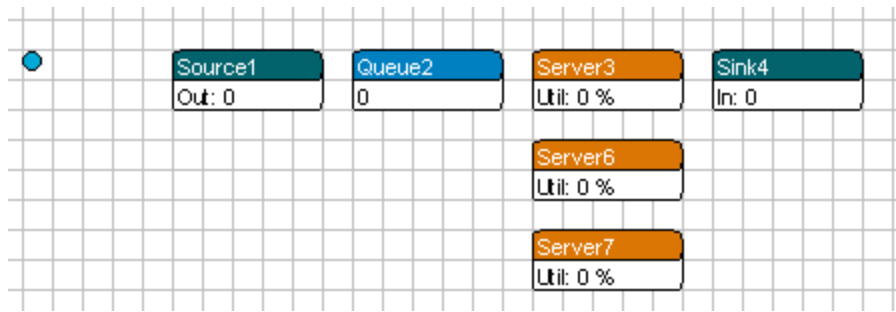 Source1
Out: 0
Queue2
0
Server3
Util: 0 %
Sink4
In: 0
Server6
Util: 0 %
Server7
Util: 0 %